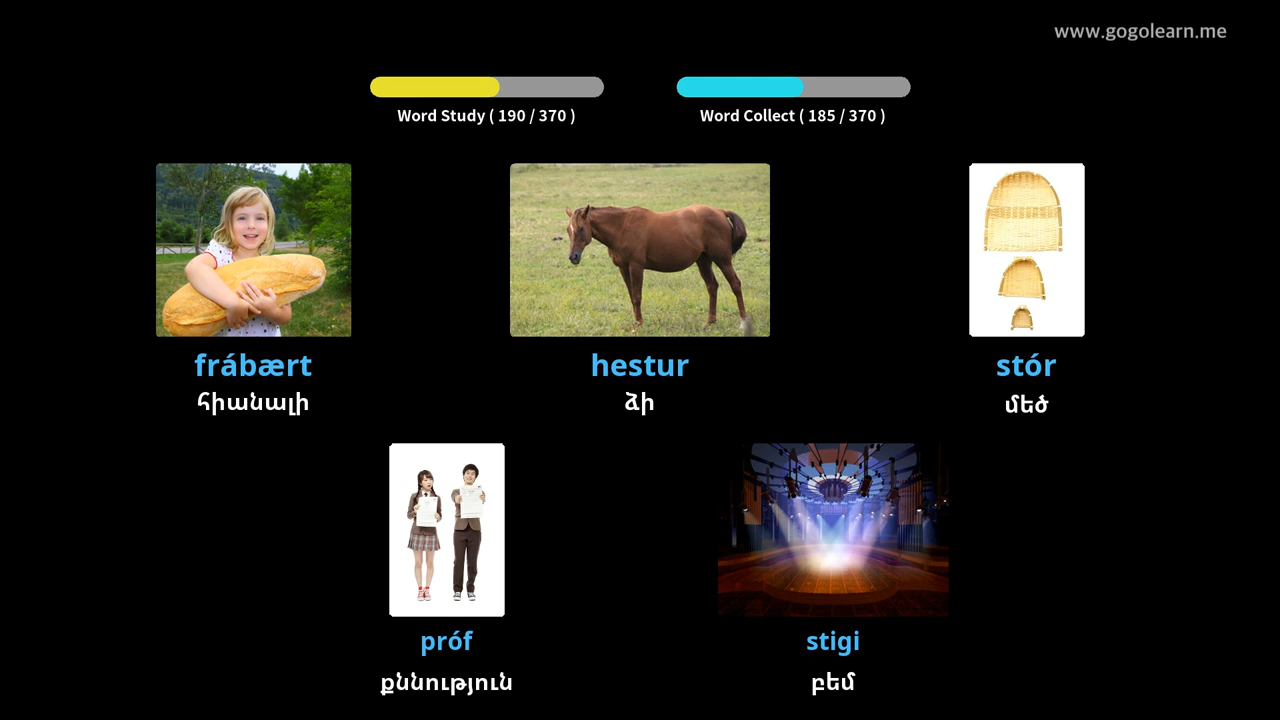 www.gogolearn.me
Word Study ( 190 / 370 )
Word Collect ( 185 / 370 )
frábært
հիանալի
hestur
ձի
stór
մեծ
próf
քննություն
stigi
բեմ